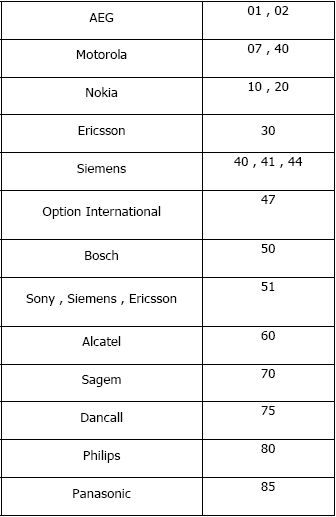 AEG 01 , 02
Motorola 07 , 40
Nokia 10 , 20
Ericsson 30
Siemens 40 , 41 , 44
Option International 47
Bosch 50
Sony , Siemens , Ericsson 51
Alcatel 60
Sagem 70
Dancall 75
Philips 80
Panasonic 85